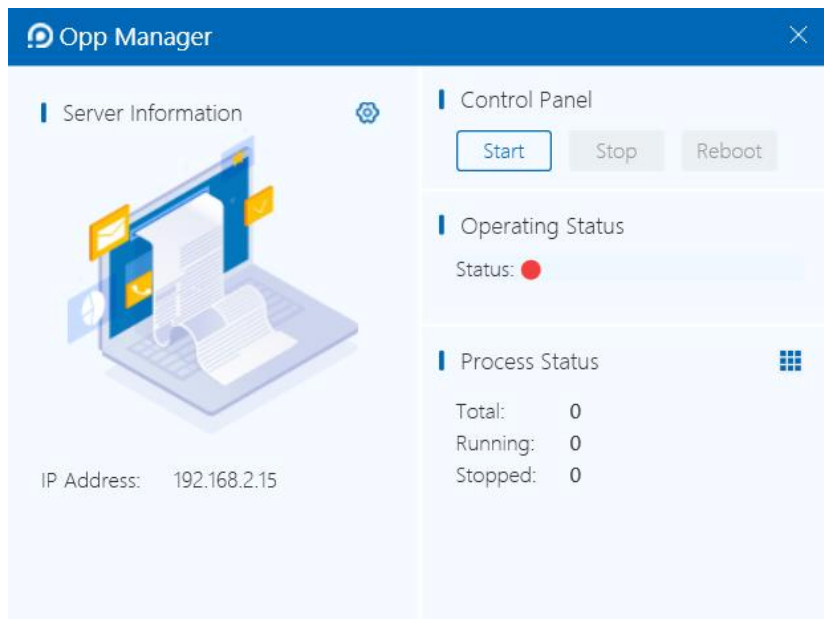 Opp Manager
Server Information
IP Address: 192.168.2.15
Control Panel
Start Stop Reboot
Operating Status
Status:
Process Status
Total: 0
Running: 0
Stopped: 0